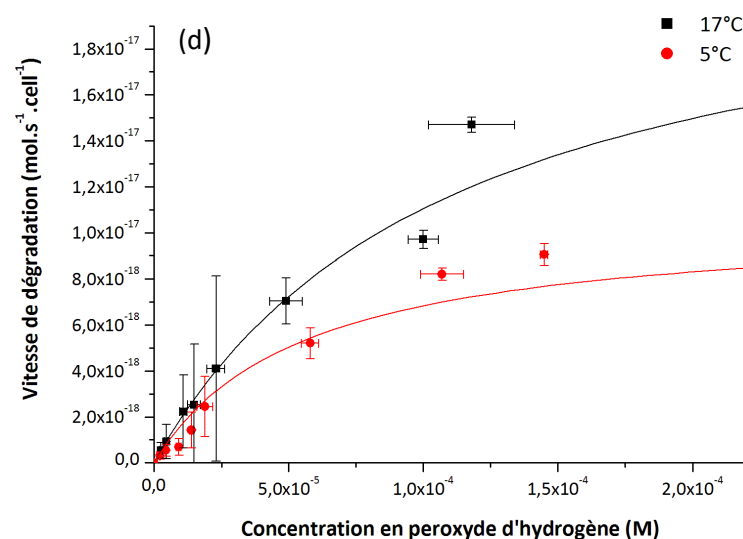 (d)
17°C
5°C
Vitesse de dégradation (mol.s⁻¹.cell⁻¹)
1,8x10⁻¹⁷
1,6x10⁻¹⁷
1,4x10⁻¹⁷
1,2x10⁻¹⁷
1,0x10⁻¹⁷
8,0x10⁻¹⁸
6,0x10⁻¹⁸
4,0x10⁻¹⁸
2,0x10⁻¹⁸
0,0
0,0
5,0x10⁻⁵
1,0x10⁻⁴
1,5x10⁻⁴
2,0x10⁻⁴
Concentration en peroxyde d'hydrogène (M)